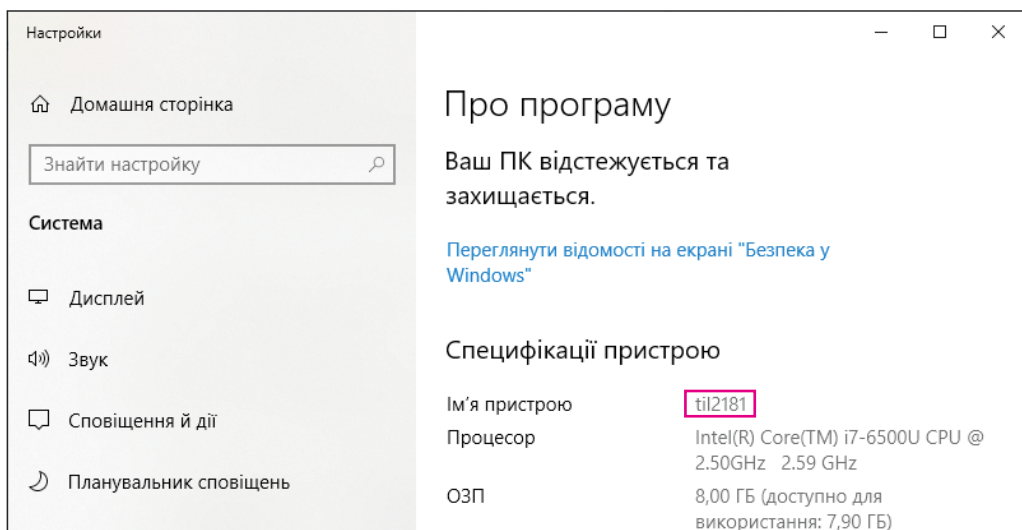 Настройки
Домашня сторінка
Знайти настройку
Система
Дисплей
Звук
Сповіщення й дії
Планувальник сповіщень
Про програму
Ваш ПК відстежується та
захищається.
Переглянути відомості на екрані "Безпека у
Windows"
Специфікації пристрою
Ім'я пристрою til2181
Процесор Intel(R) Core(TM) i7-6500U CPU @
2.50GHz 2.59 GHz
ОЗП 8,00 ГБ (доступно для
використання: 7,90 ГБ)